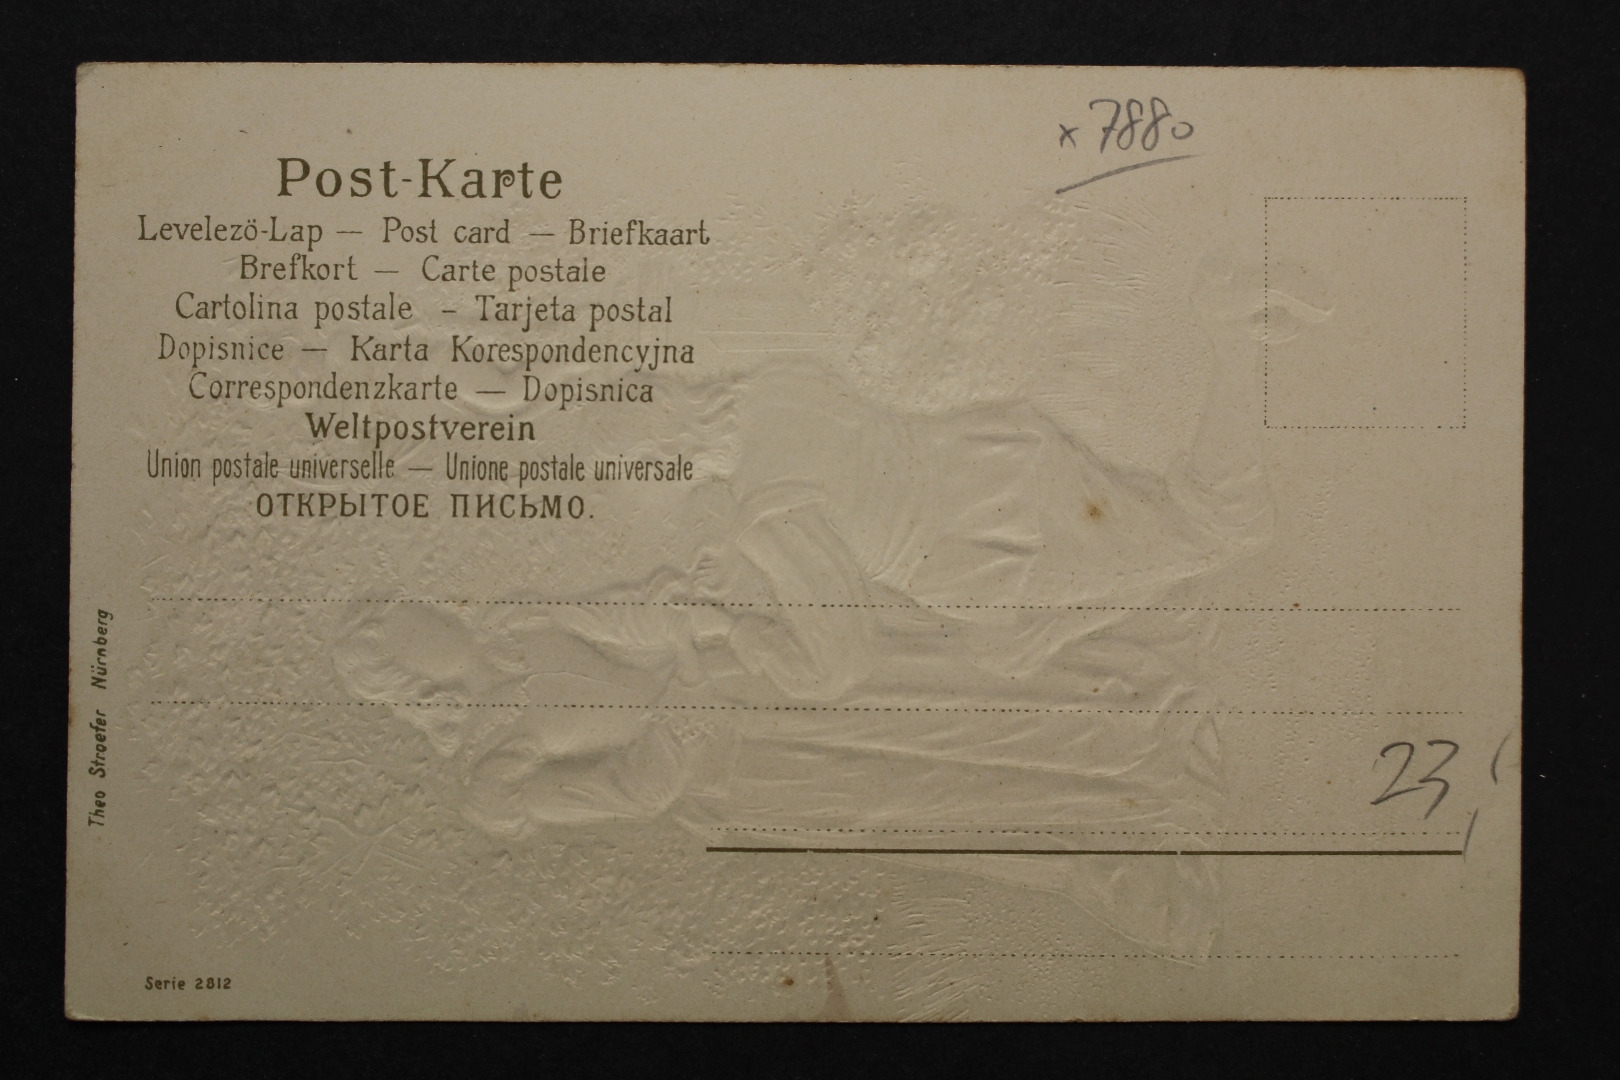 x 7880
Post-Karte
Levelezö-Lap — Post card — Briefkaart
Brefkort — Carte postale
Cartolina postale – Tarjeta postal
Dopisnice — Karta Korespondencyjna
Correspondenzkarte — Dopisnica
Weltpostverein
Union postale universelle — Unione postale universale
ОТКРЫТОЕ ПИСЬМО.
Theo Stroefer Nürnberg
23,
Serie 2812